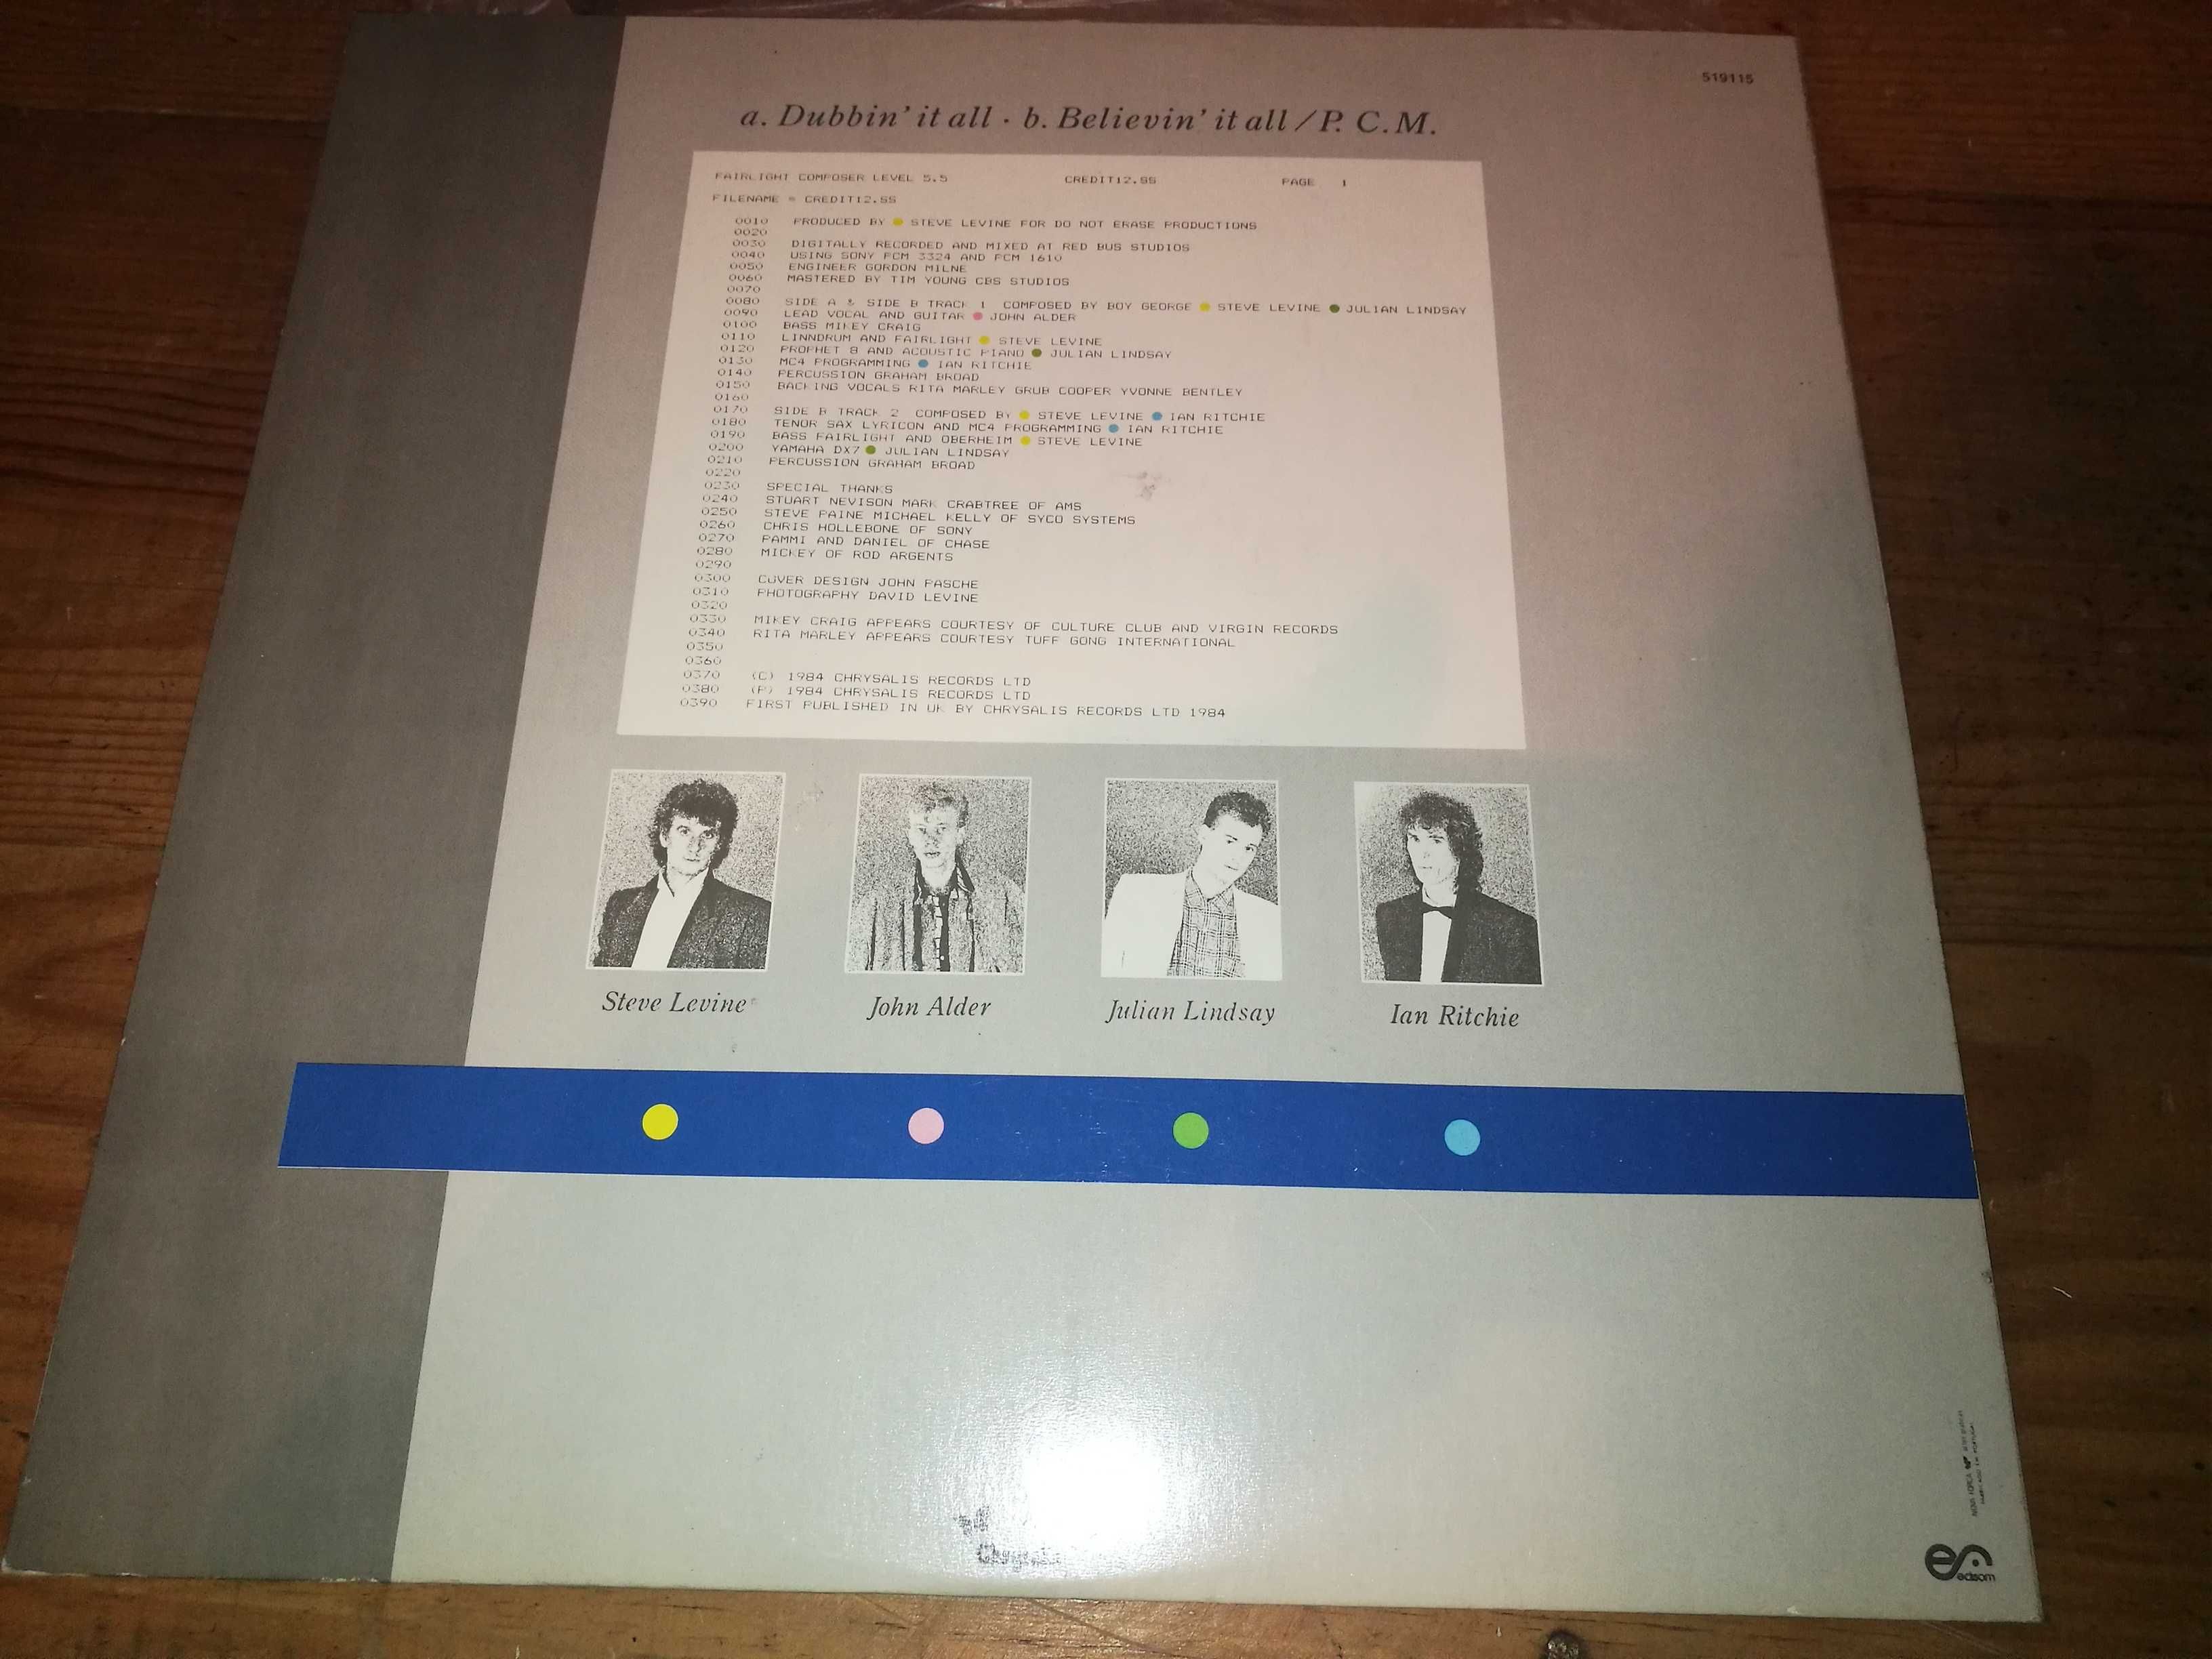 519115
a. Dubbin' it all · b. Believin' it all / P. C. M.
FAIRLIGHT COMPOSER LEVEL 5.5 CREDIT12.SS PAGE 1
FILENAME = CREDIT12.SS
0010 PRODUCED BY STEVE LEVINE FOR DO NOT ERASE PRODUCTIONS
0020
0030 DIGITALLY RECORDED AND MIXED AT RED BUS STUDIOS
0040 USING SONY PCM 3324 AND PCM 1610
0050 ENGINEER GORDON MILNE
0060 MASTERED BY TIM YOUNG CBS STUDIOS
0070
0080 SIDE A & SIDE B TRACK 1 COMPOSED BY BOY GEORGE STEVE LEVINE JULIAN LINDSAY
0090 LEAD VOCAL AND GUITAR JOHN ALDER
0100 BASS MIKEY CRAIG
0110 LINNDRUM AND FAIRLIGHT STEVE LEVINE
0120 PROPHET 8 AND ACOUSTIC PIANO JULIAN LINDSAY
0130 MC4 PROGRAMMING IAN RITCHIE
0140 PERCUSSION GRAHAM BROAD
0150 BACKING VOCALS RITA MARLEY GRUB COOPER YVONNE BENTLEY
0160
0170 SIDE B TRACK 2 COMPOSED BY STEVE LEVINE IAN RITCHIE
0180 TENOR SAX LYRICON AND MC4 PROGRAMMING IAN RITCHIE
0190 BASS FAIRLIGHT AND OBERHEIM STEVE LEVINE
0200 YAMAHA DX7 JULIAN LINDSAY
0210 PERCUSSION GRAHAM BROAD
0220
0230 SPECIAL THANKS
0240 STUART NEVISON MARK CRABTREE OF AMS
0250 STEVE PAINE MICHAEL KELLY OF SYCO SYSTEMS
0260 CHRIS HOLLEBONE OF SONY
0270 PAMMI AND DANIEL OF CHASE
0280 MICKEY OF ROD ARGENTS
0290
0300 COVER DESIGN JOHN PASCHE
0310 PHOTOGRAPHY DAVID LEVINE
0320
0330 MIKEY CRAIG APPEARS COURTESY OF CULTURE CLUB AND VIRGIN RECORDS
0340 RITA MARLEY APPEARS COURTESY TUFF GONG INTERNATIONAL
0350
0360
0370 (C) 1984 CHRYSALIS RECORDS LTD
0380 (P) 1984 CHRYSALIS RECORDS LTD
0390 FIRST PUBLISHED IN UK BY CHRYSALIS RECORDS LTD 1984
Steve Levine
John Alder
Julian Lindsay
Ian Ritchie
edisom